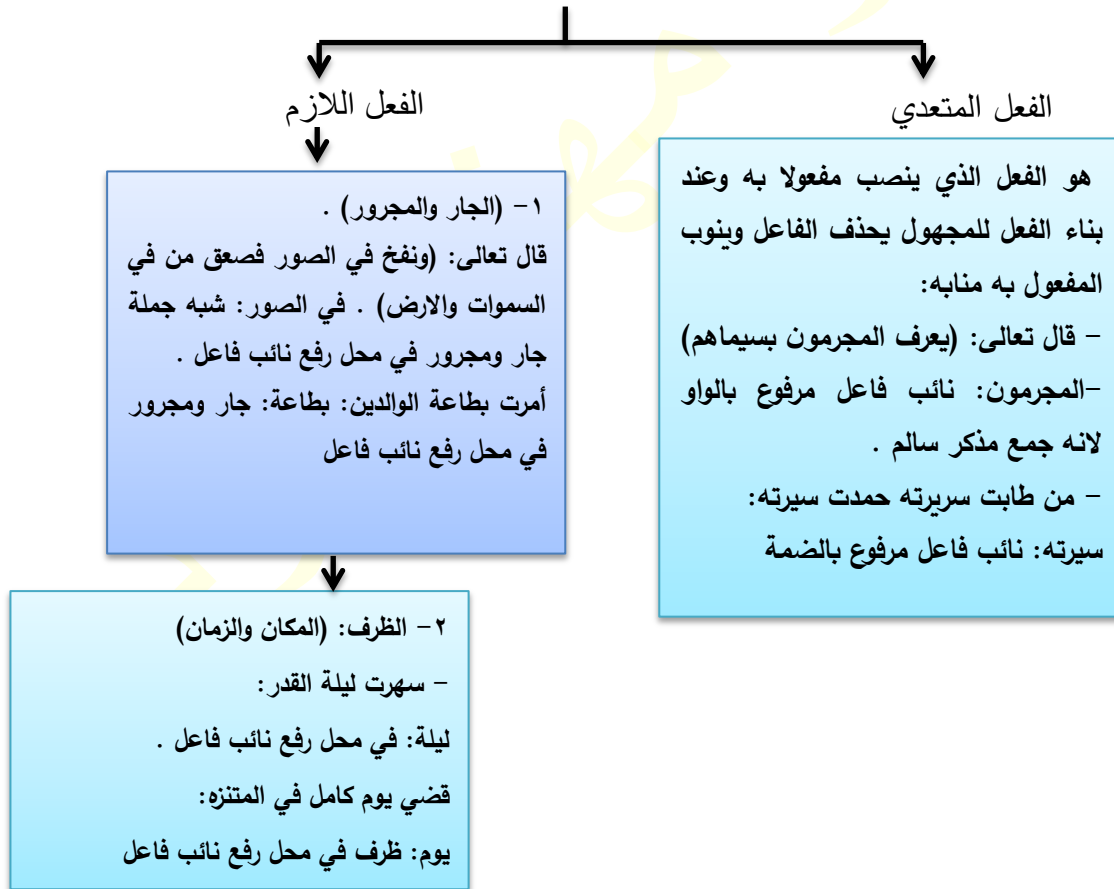 الفعل المتعدي
هو الفعل الذي ينصب مفعولا به وعند
بناء الفعل للمجهول يحذف الفاعل وينوب
المفعول به منابه:
- قال تعالى: (يعرف المجرمون بسيماهم)
-المجرمون: نائب فاعل مرفوع بالواو
لانه جمع مذكر سالم .
- من طابت سريرته حمدت سيرته:
سيرته: نائب فاعل مرفوع بالضمة
الفعل اللازم
١- (الجار والمجرور) .
قال تعالى: (ونفخ في الصور فصعق من في
السموات والارض) . في الصور: شبه جملة
جار ومجرور في محل رفع نائب فاعل .
أمرت بطاعة الوالدين: بطاعة: جار ومجرور
في محل رفع نائب فاعل
٢- الظرف: (المكان والزمان)
- سهرت ليلة القدر:
ليلة: في محل رفع نائب فاعل .
قضي يوم كامل في المتنزه:
يوم: ظرف في محل رفع نائب فاعل